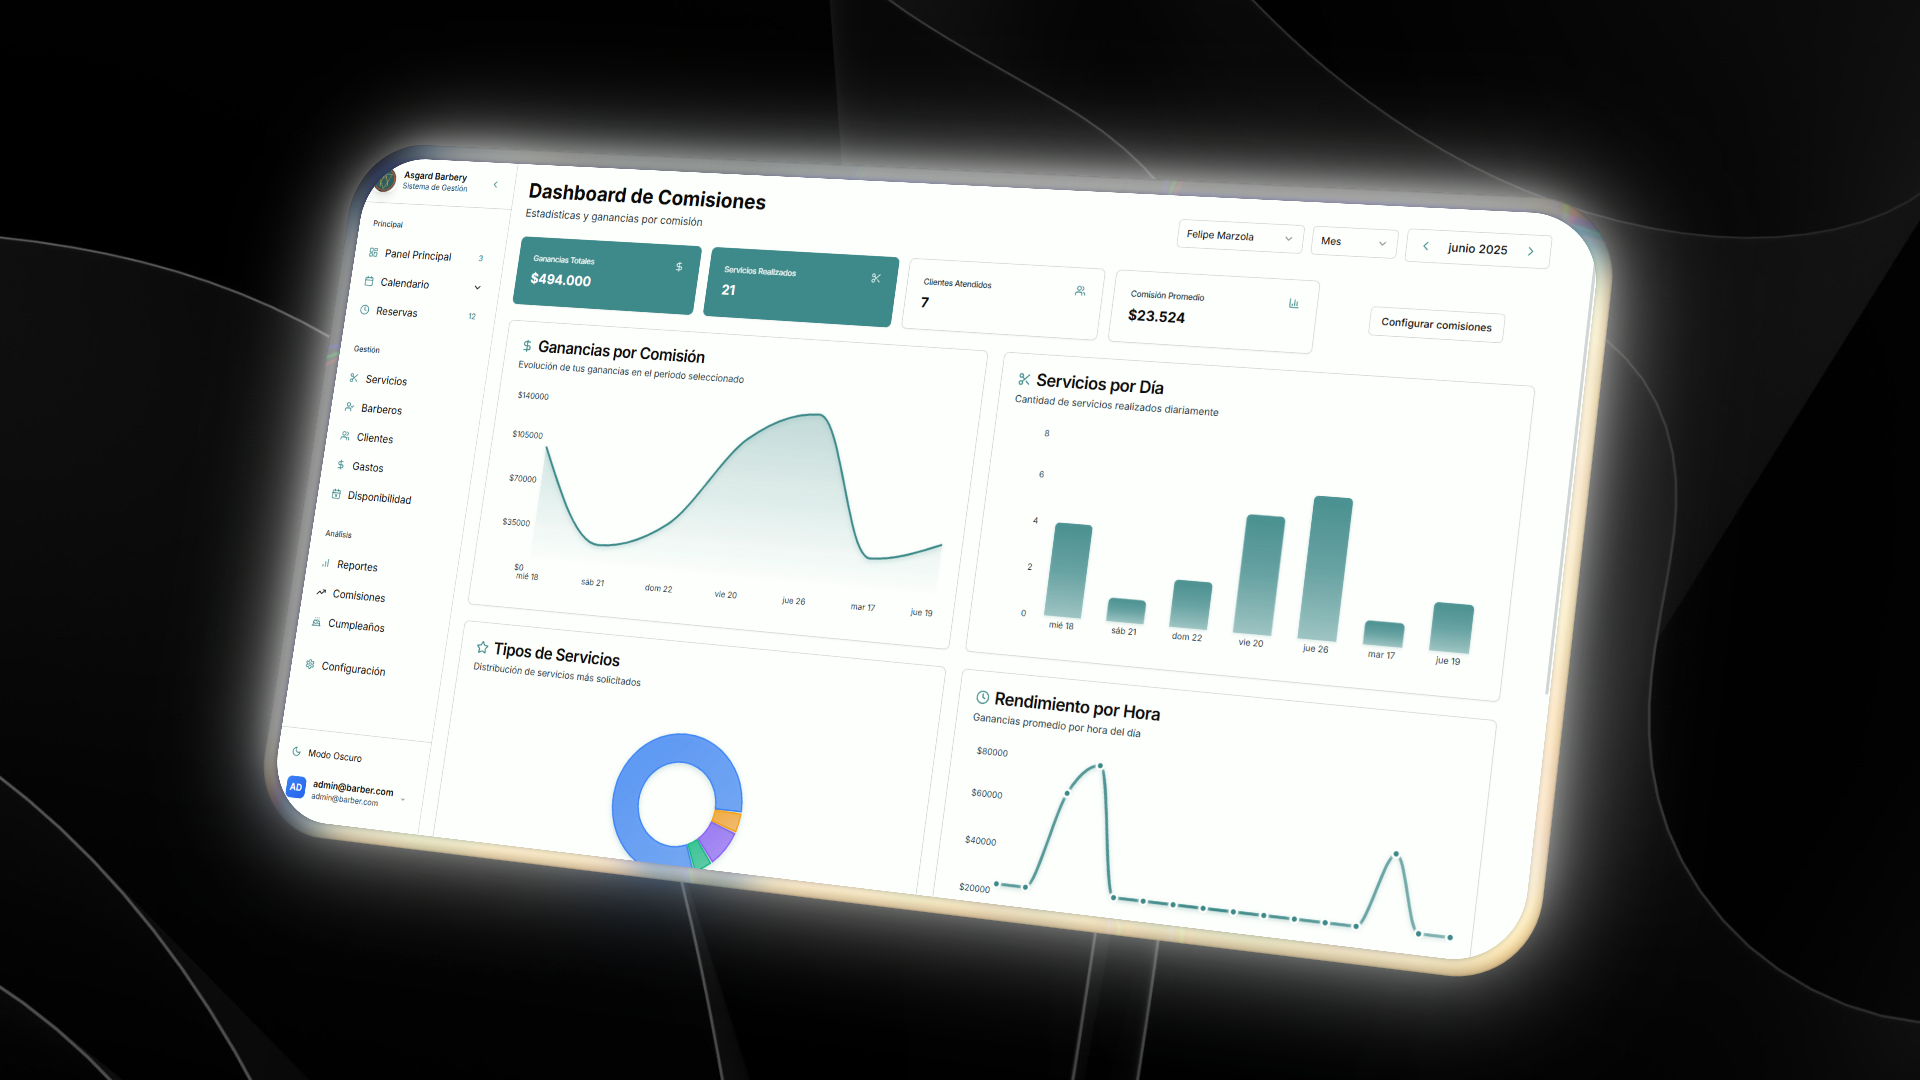 Asgard Barbery
Sistema de Gestión
Principal
Panel Principal 3
Calendario
Reservas 12
Gestión
Servicios
Barberos
Clientes
Gastos
Disponibilidad
Análisis
Reportes
Comisiones
Cumpleaños
Configuración
Modo Oscuro
AD
admin@barber.com
admin@barber.com
Dashboard de Comisiones
Estadísticas y ganancias por comisión
Felipe Marzola
Mes
junio 2025
Ganancias Totales
$494.000
Servicios Realizados
21
Clientes Atendidos
7
Comisión Promedio
$23.524
Configurar comisiones
Ganancias por Comisión
Evolución de tus ganancias en el período seleccionado
$140000
$105000
$70000
$35000
$0
mié 18 sáb 21 dom 22 vie 20 jue 26 mar 17 jue 19
Servicios por Día
Cantidad de servicios realizados diariamente
8
6
4
2
0
mié 18 sáb 21 dom 22 vie 20 jue 26 mar 17 jue 19
Tipos de Servicios
Distribución de servicios más solicitados
Rendimiento por Hora
Ganancias promedio por hora del día
$80000
$60000
$40000
$20000